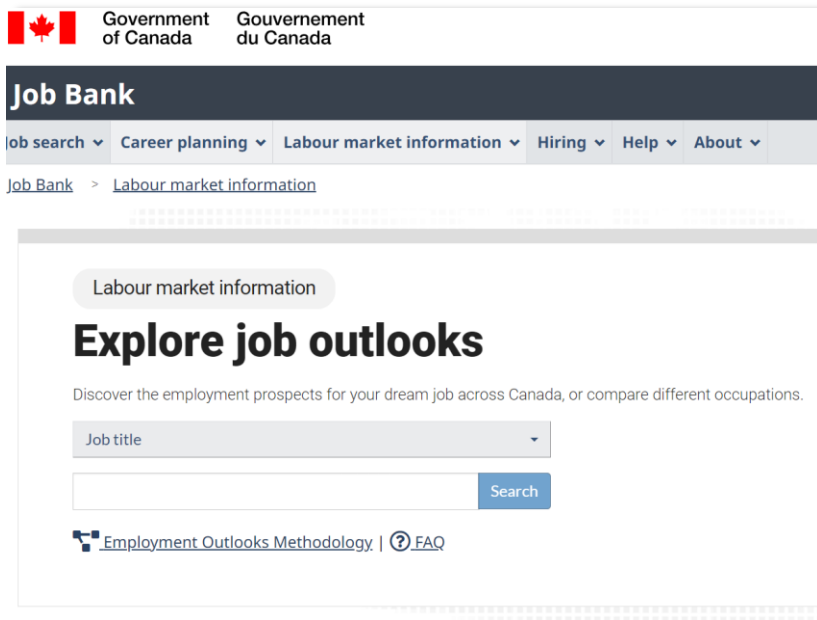 Government Gouvernement
of Canada du Canada
Job Bank
Job search Career planning Labour market information Hiring Help About
Job Bank > Labour market information
Labour market information
Explore job outlooks
Discover the employment prospects for your dream job across Canada, or compare different occupations.
Job title
Search
Employment Outlooks Methodology | ? FAQ